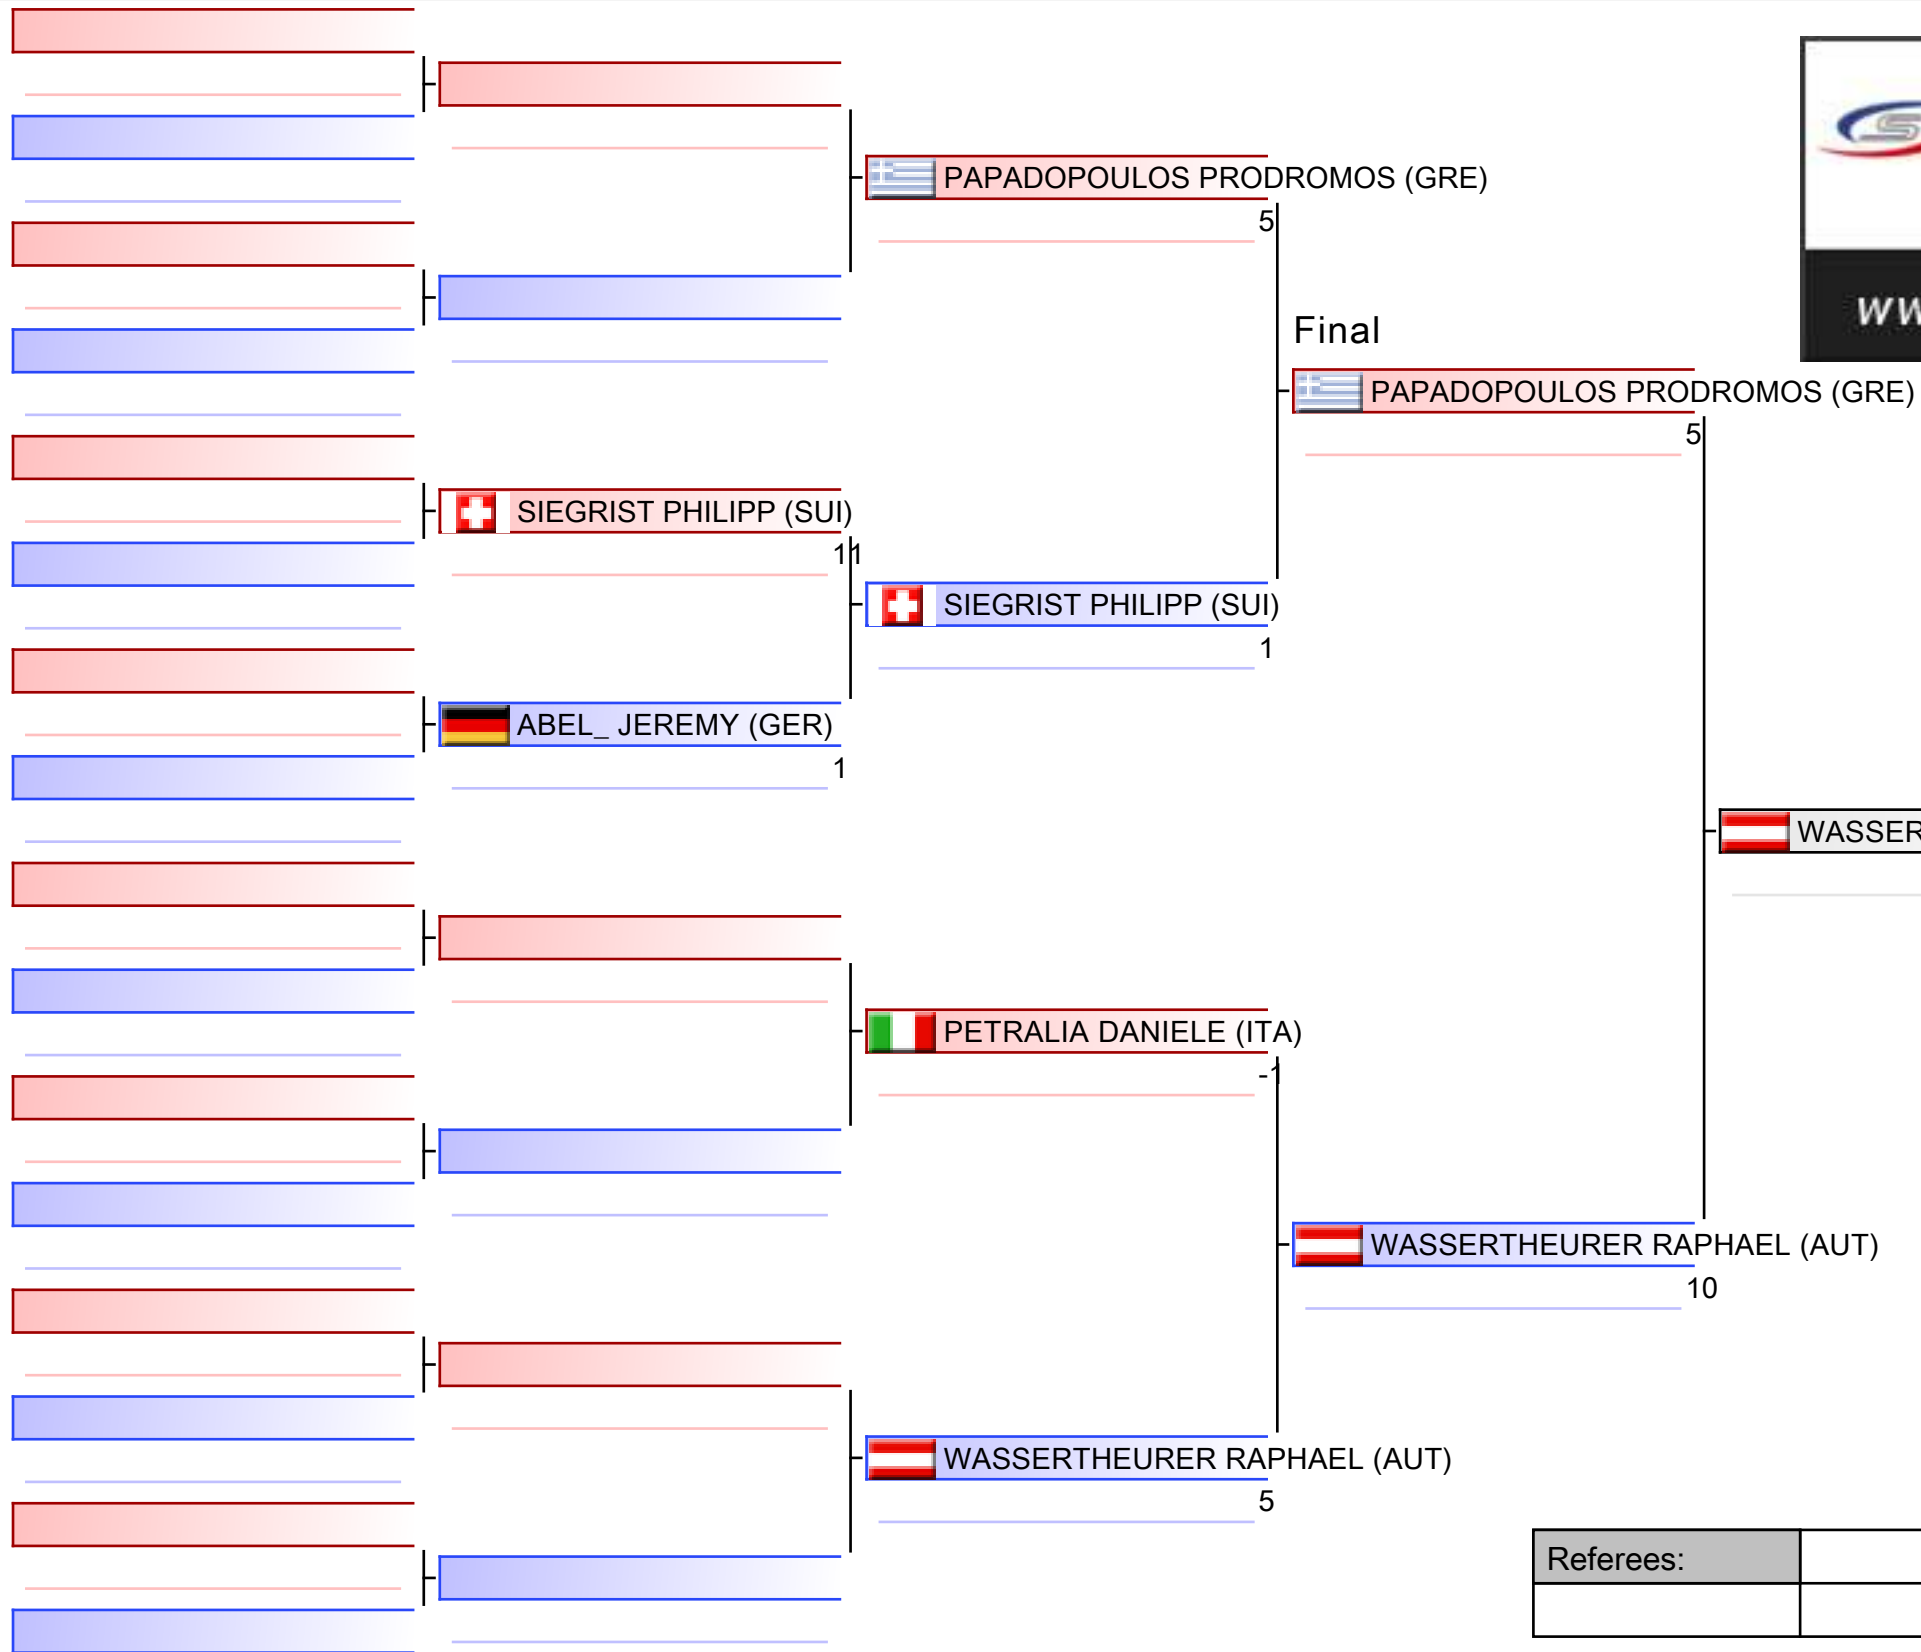 PAPADOPOULOS PRODROMOS (GRE)
5
Final
PAPADOPOULOS PRODROMOS (GRE)
5
SIEGRIST PHILIPP (SUI)
11
SIEGRIST PHILIPP (SUI)
1
ABEL_ JEREMY (GER)
1
WASSER
PETRALIA DANIELE (ITA)
-1
WASSERTHEURER RAPHAEL (AUT)
10
WASSERTHEURER RAPHAEL (AUT)
5
Referees: